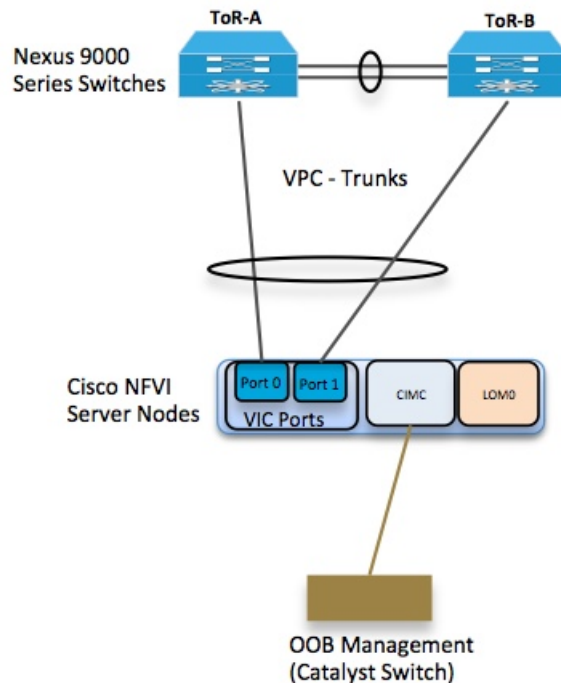 ToR-A
ToR-B
Nexus 9000
Series Switches
VPC - Trunks
Port 0
Port 1
Cisco NFVI
Server Nodes
VIC Ports
CIMC
LOM0
OOB Management
(Catalyst Switch)